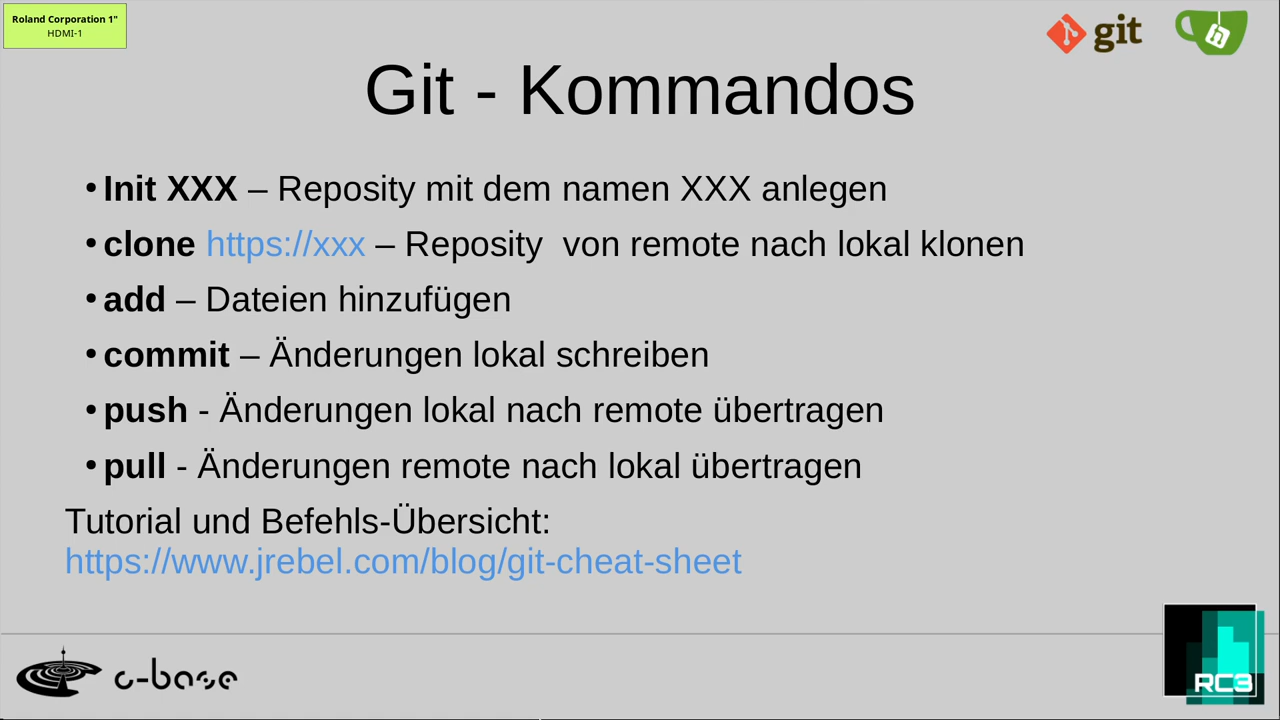 Roland Corporation 1"
HDMI-1
git
Git - Kommandos
• Init XXX – Reposity mit dem namen XXX anlegen
• clone https://xxx – Reposity  von remote nach lokal klonen
• add – Dateien hinzufügen
• commit – Änderungen lokal schreiben
• push - Änderungen lokal nach remote übertragen
• pull - Änderungen remote nach lokal übertragen
Tutorial und Befehls-Übersicht:
https://www.jrebel.com/blog/git-cheat-sheet
c-base
RC3